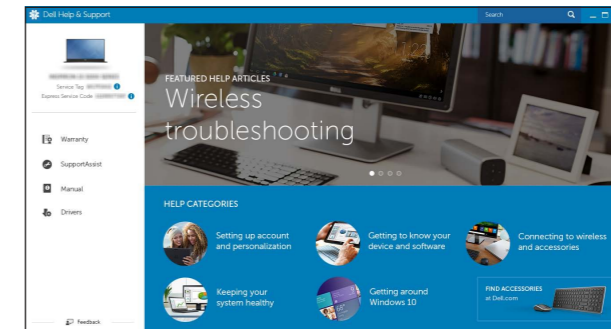 Dell Help & Support
Search
Service Tag:
Express Service Code:
Warranty
SupportAssist
Manual
Drivers
Feedback
FEATURED HELP ARTICLES
Wireless
troubleshooting
HELP CATEGORIES
Setting up account
and personalization
Getting to know your
device and software
Connecting to wireless
and accessories
Keeping your
system healthy
Getting around
Windows 10
FIND ACCESSORIES
at Dell.com